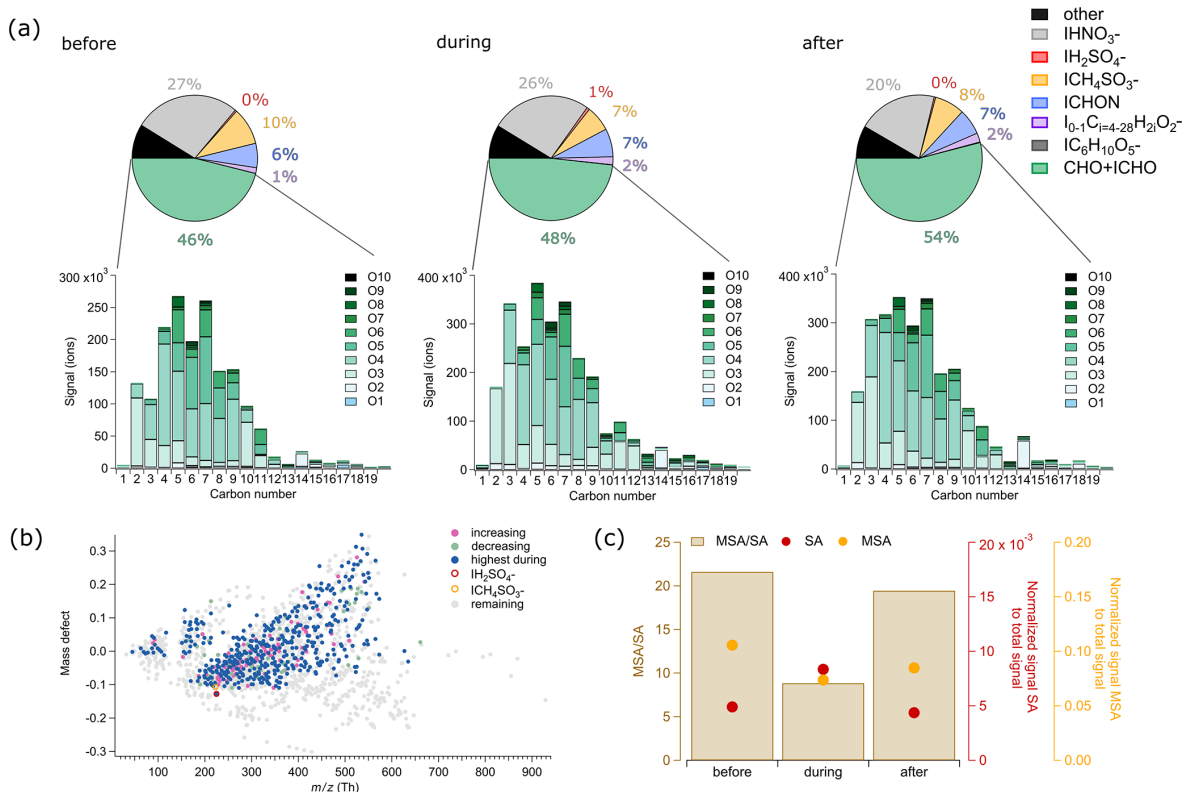 (a)
before
during
after
other
IHNO₃-
IH₂SO₄-
ICH₄SO₃-
ICHON
I₀₋₁Cᵢ₌₄₋₂₈H₂ᵢO₂-
IC₆H₁₀O₅-
CHO+ICHO
27%
0%
10%
6%
1%
46%
26%
1%
7%
7%
2%
48%
20%
0%
8%
7%
2%
54%
300 x10³
250
200
150
100
50
0
Signal (ions)
1 2 3 4 5 6 7 8 9 10 11 12 13 14 15 16 17 18 19
Carbon number
O10
O9
O8
O7
O6
O5
O4
O3
O2
O1
400 x10³
300
200
100
0
Signal (ions)
1 2 3 4 5 6 7 8 9 10 11 12 13 14 15 16 17 18 19
Carbon number
O10
O9
O8
O7
O6
O5
O4
O3
O2
O1
400 x10³
300
200
100
0
Signal (ions)
1 2 3 4 5 6 7 8 9 10 11 12 13 14 15 16 17 18 19
Carbon number
O10
O9
O8
O7
O6
O5
O4
O3
O2
O1
(b)
0.3
0.2
0.1
0.0
-0.1
-0.2
-0.3
Mass defect
100 200 300 400 500 600 700 800 900
m/z (Th)
increasing
decreasing
highest during
IH₂SO₄-
ICH₄SO₃-
remaining
(c)
MSA/SA SA MSA
25
20
15
10
5
0
MSA/SA
before during after
20 x 10⁻³
15
10
5
0
Normalized signal SA
to total signal
0.20
0.15
0.10
0.05
0.00
Normalized signal MSA
to total signal